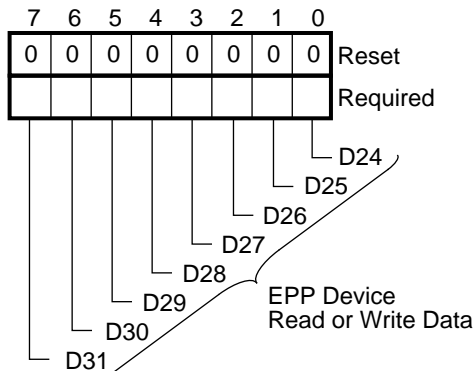 7 6 5 4 3 2 1 0
0 0 0 0 0 0 0 0 Reset
Required
D24
D25
D26
D27
D28
D29
D30
D31
EPP Device
Read or Write Data